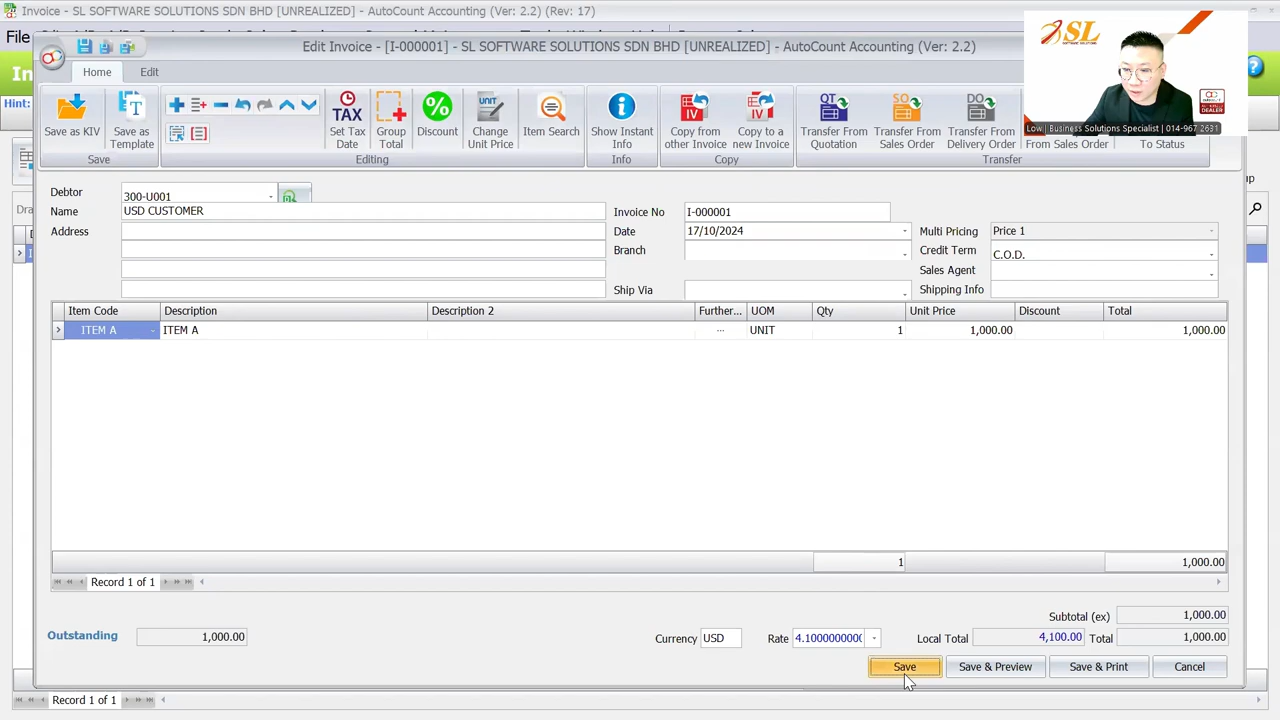 Invoice - SL SOFTWARE SOLUTIONS SDN BHD [UNREALIZED] - AutoCount Accounting (Ver: 2.2) (Rev: 17)
File
Edit Invoice - [I-000001] - SL SOFTWARE SOLUTIONS SDN BHD [UNREALIZED] - AutoCount Accounting (Ver: 2.2)
SL
SOFTWARE SOLUTIONS
DEALER
Low | Business Solutions Specialist | 014-967 2631
In
Hint:
Home
Edit
Save as KIV
Save as Template
Save
Set Tax Date
Group Total
Discount
Change Unit Price
Item Search
Editing
Show Instant Info
Info
Copy from other Invoice
Copy to a new Invoice
Copy
Transfer From Quotation
Transfer From Sales Order
Transfer From Delivery Order
From Sales Order
To Status
Transfer
Debtor 300-U001
Name USD CUSTOMER
Invoice No I-000001
Address
Date 17/10/2024
Multi Pricing Price 1
Branch
Credit Term C.O.D.
Sales Agent
Ship Via
Shipping Info
Item Code Description Description 2 Further... UOM Qty Unit Price Discount Total
ITEM A ITEM A ... UNIT 1 1,000.00 1,000.00
1 1,000.00
Record 1 of 1
Subtotal (ex) 1,000.00
Outstanding 1,000.00
Currency USD Rate 4.1000000000 Local Total 4,100.00 Total 1,000.00
Save Save & Preview Save & Print Cancel
Record 1 of 1